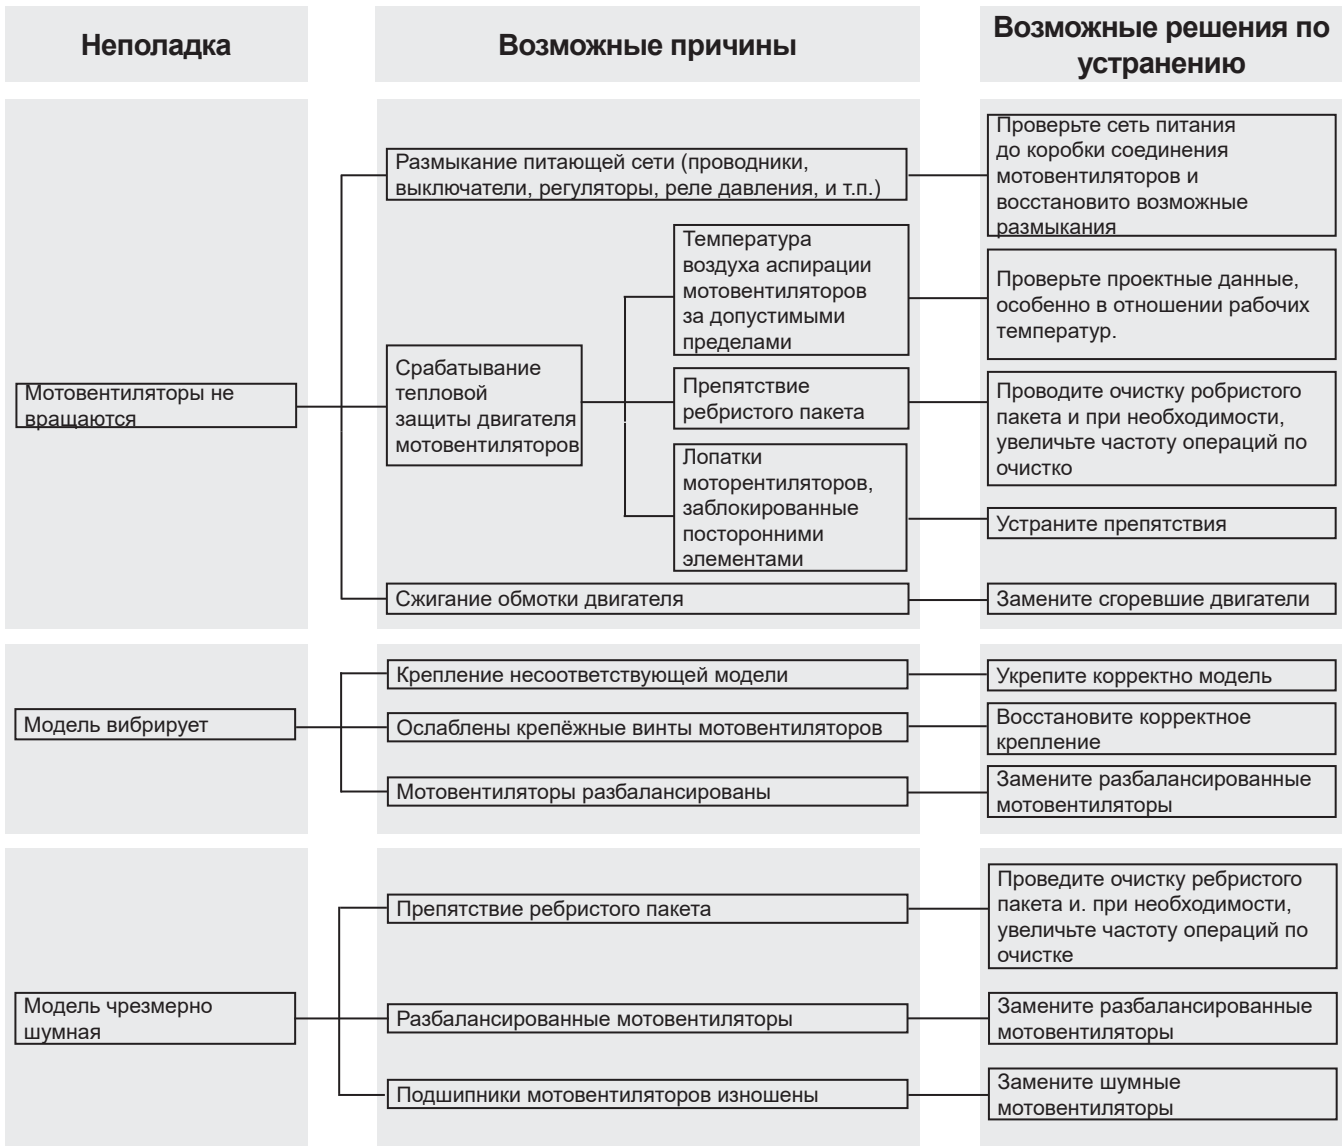 Неполадка
Возможные причины
Возможные решения по
устранению
Мотовентиляторы не
вращаются
Размыкание питающей сети (проводники,
выключатели, регуляторы, реле давления, и т.п.)
Проверьте сеть питания
до коробки соединения
мотовентиляторов и
восстановито возможные
размыкания
Срабатывание
тепловой
защиты двигателя
мотовентиляторов
Температура
воздуха аспирации
мотовентиляторов
за допустимыми
пределами
Проверьте проектные данные,
особенно в отношении рабочих
температур.
Препятствие
ребристого пакета
Проводите очистку робристого
пакета и при необходимости,
увеличьте частоту операций по
очистко
Лопатки
моторентиляторов,
заблокированные
посторонними
элементами
Устраните препятствия
Сжигание обмотки двигателя
Замените сгоревшие двигатели
Модель вибрирует
Крепление несоответствующей модели
Укрепите корректно модель
Ослаблены крепёжные винты мотовентиляторов
Восстановите корректное
крепление
Мотовентиляторы разбалансированы
Замените разбалансированные
мотовентиляторы
Модель чрезмерно
шумная
Препятствие ребристого пакета
Проведите очистку ребристого
пакета и. при необходимости,
увеличьте частоту операций по
очистке
Разбалансированные мотовентиляторы
Замените разбалансированные
мотовентиляторы
Подшипники мотовентиляторов изношены
Замените шумные
мотовентиляторы